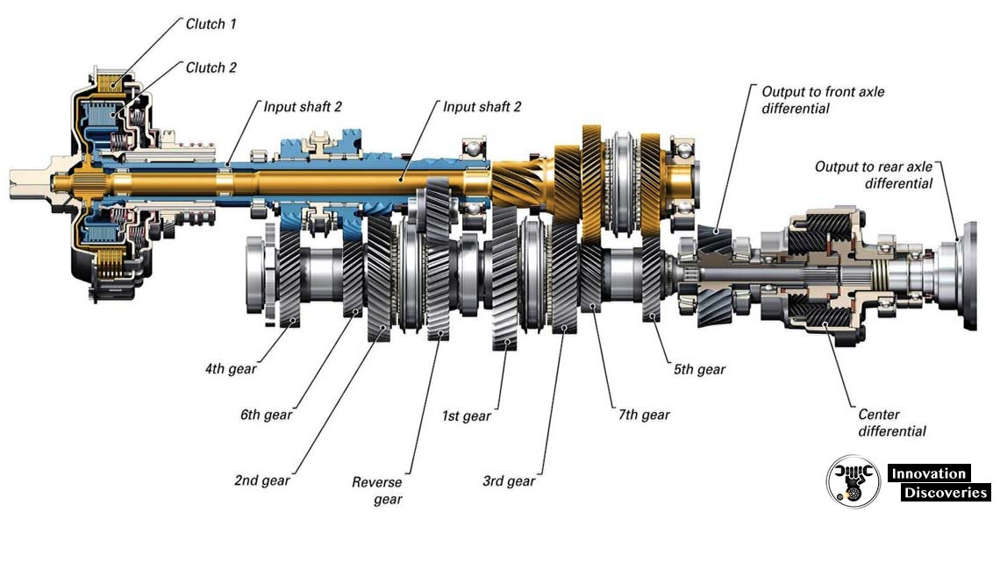 Clutch 1
Clutch 2
Input shaft 2
Input shaft 2
Output to front axle
differential
Output to rear axle
differential
4th gear
6th gear
2nd gear
Reverse
gear
1st gear
3rd gear
7th gear
5th gear
Center
differential
Innovation
Discoveries